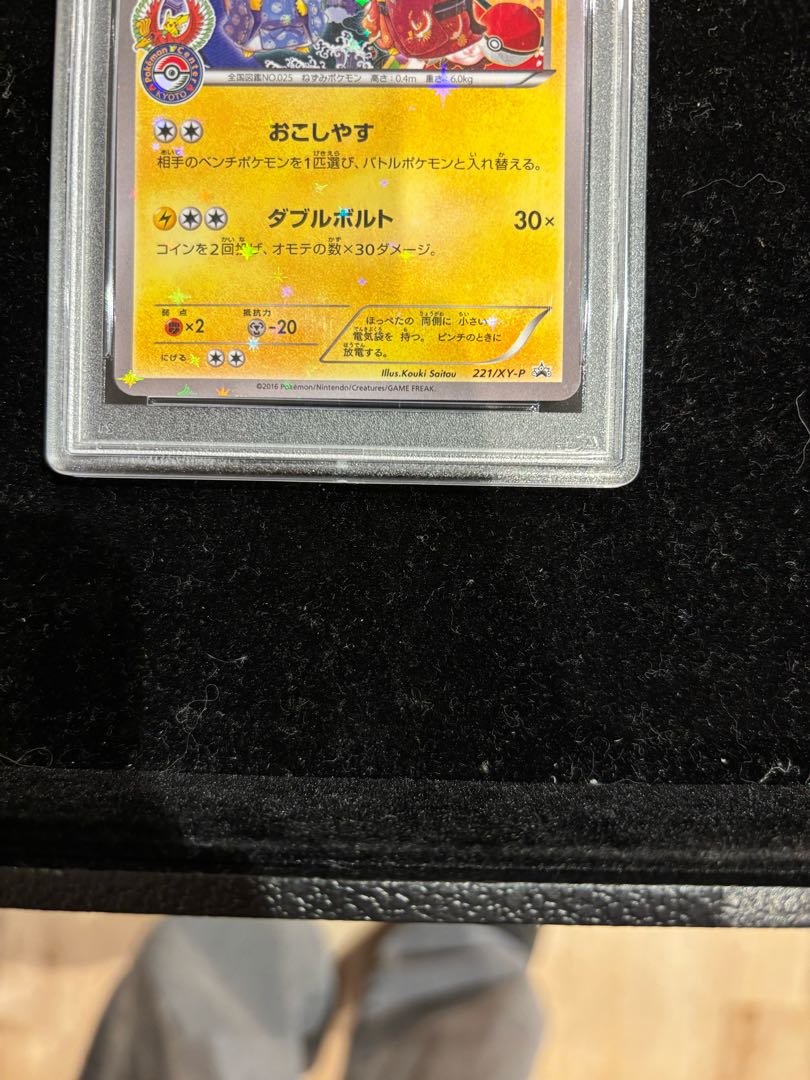 Pokémon Center
KYOTO
全国図鑑NO.025 ねずみポケモン 高さ:0.4m 重さ:6.0kg
おこしやす
相手のベンチポケモンを1匹選び、バトルポケモンと入れ替える。
ダブルボルト 30×
コインを2回投げ、オモテの数×30ダメージ。
弱点 抵抗力
×2 -20
にげる
ほっぺたの 両側に 小さい
電気袋を 持つ。 ピンチのときに
放電する。
Illus.Kouki Saitou 221/XY-P
©2016 Pokémon/Nintendo/Creatures/GAME FREAK.